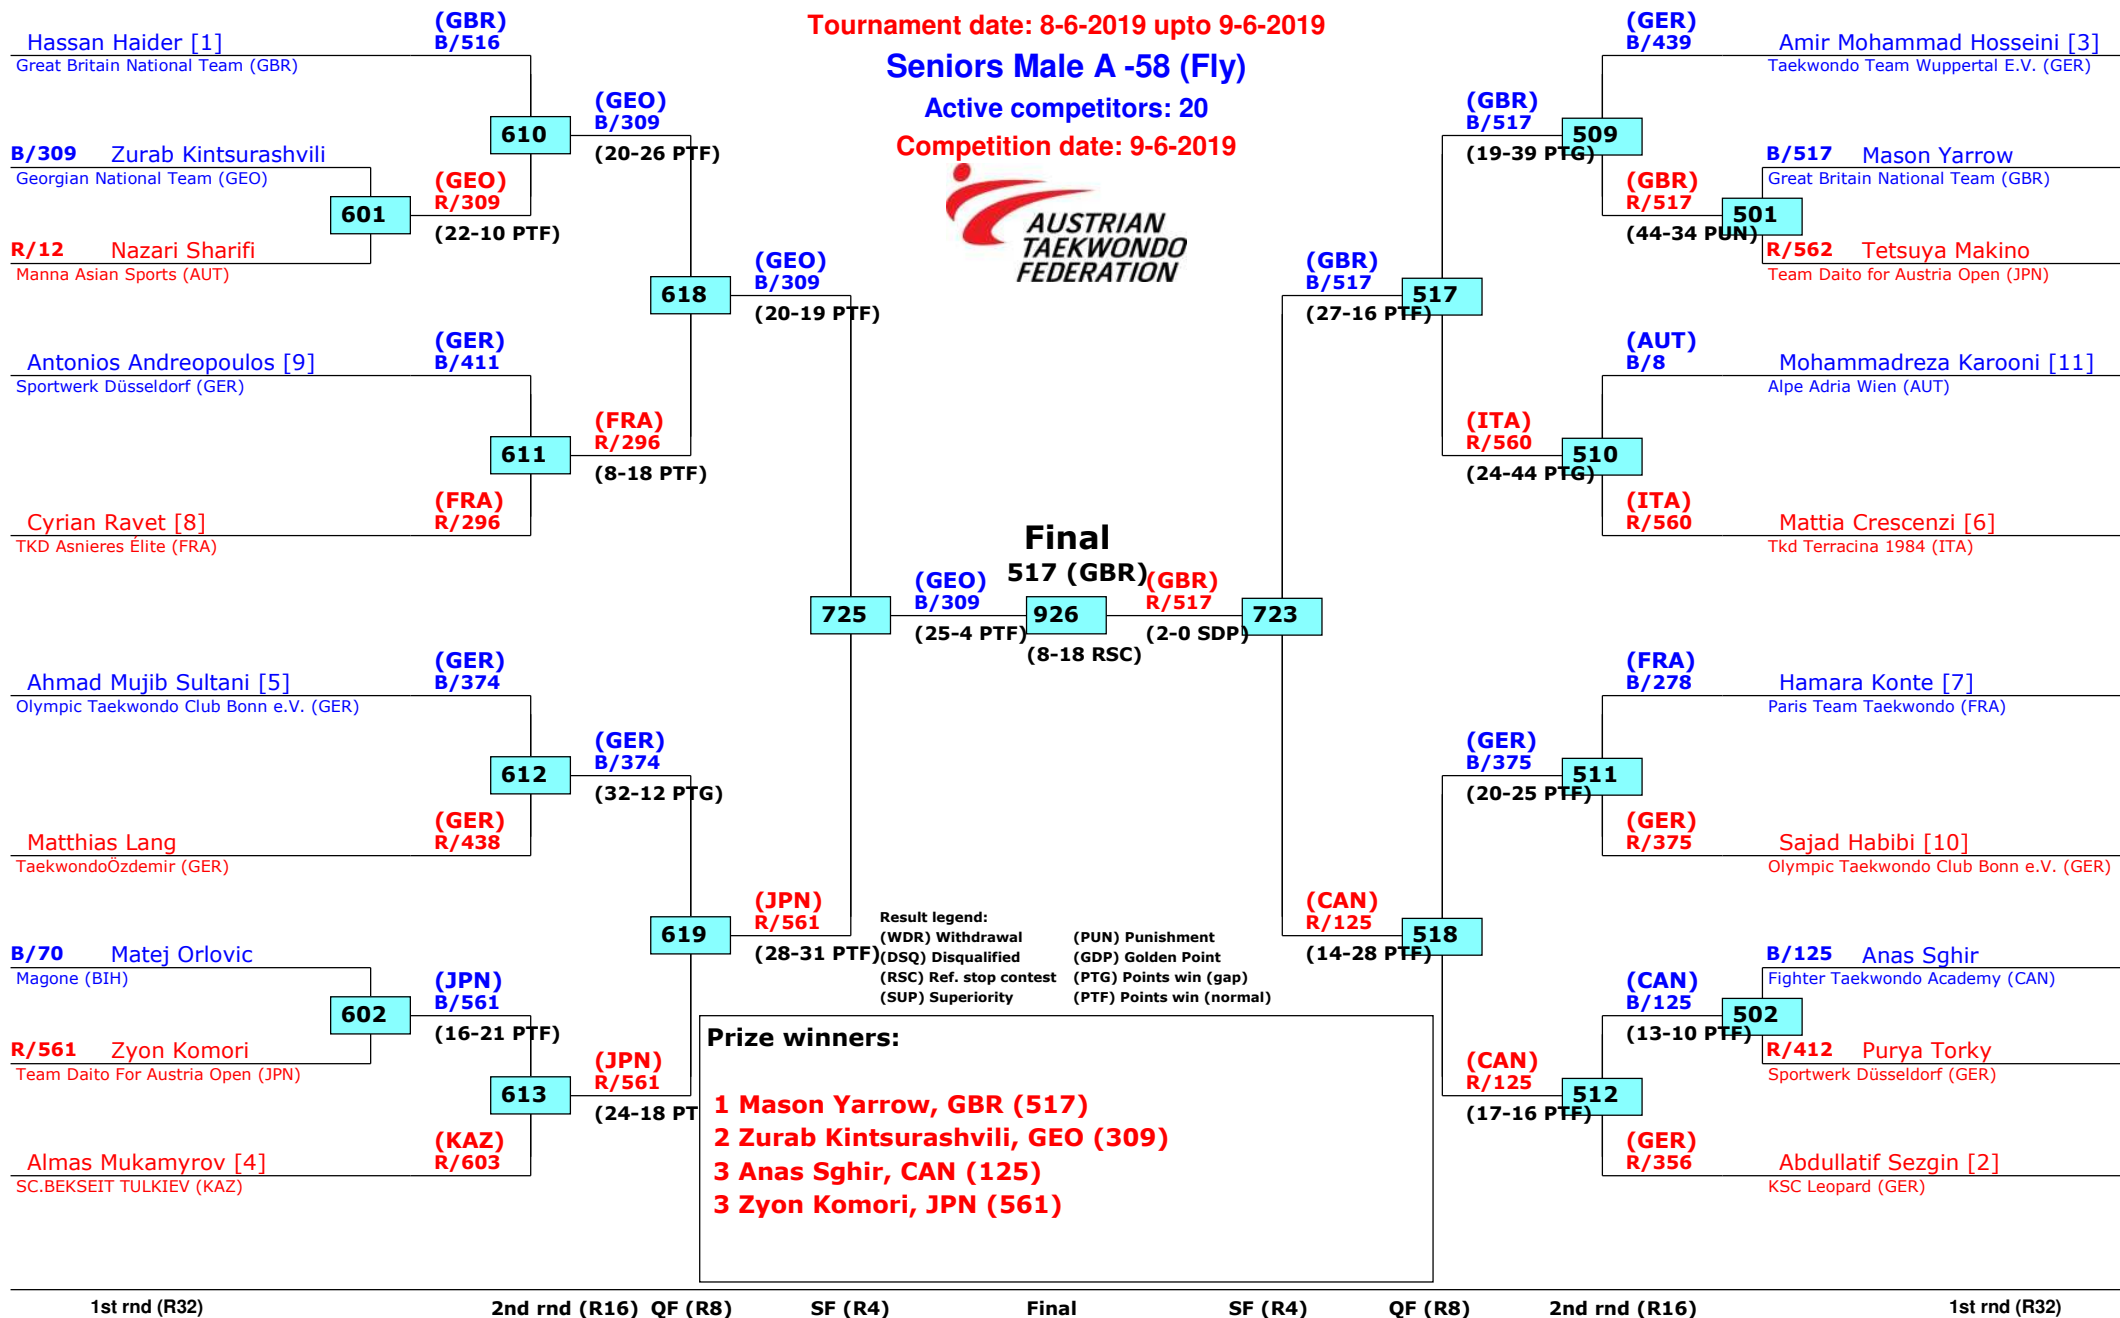 Tournament date: 8-6-2019 upto 9-6-2019
Seniors Male A -58 (Fly)
Active competitors: 20
Competition date: 9-6-2019
AUSTRIAN
TAEKWONDO
FEDERATION
(GBR)
Hassan Haider [1] B/516
Great Britain National Team (GBR)
(GEO)
B/309
610
(20-26 PTF)
B/309 Zurab Kintsurashvili
Georgian National Team (GEO)
(GEO)
R/309
601
(22-10 PTF)
R/12 Nazari Sharifi
Manna Asian Sports (AUT)
(GEO)
B/309
618
(20-19 PTF)
(GER)
Antonios Andreopoulos [9] B/411
Sportwerk Düsseldorf (GER)
(FRA)
R/296
611
(8-18 PTF)
(FRA)
Cyrian Ravet [8] R/296
TKD Asnieres Élite (FRA)
725
(GEO)
B/309
(25-4 PTF)
(GER)
Ahmad Mujib Sultani [5] B/374
Olympic Taekwondo Club Bonn e.V. (GER)
(GER)
B/374
612
(32-12 PTG)
(GER)
Matthias Lang R/438
TaekwondoÖzdemir (GER)
(JPN)
R/561
619
(28-31 PTF)
B/70 Matej Orlovic
Magone (BIH)
(JPN)
B/561
602
(16-21 PTF)
R/561 Zyon Komori
Team Daito For Austria Open (JPN)
(JPN)
R/561
613
(24-18 PT
(KAZ)
Almas Mukamyrov [4] R/603
SC.BEKSEIT TULKIEV (KAZ)
Final
517 (GBR)
926
(8-18 RSC)
(GBR)
R/517
723
(2-0 SDP)
(GER)
B/439 Amir Mohammad Hosseini [3]
Taekwondo Team Wuppertal E.V. (GER)
(GBR)
B/517
509
(19-39 PTG)
B/517 Mason Yarrow
Great Britain National Team (GBR)
(GBR)
R/517
501
(44-34 PUN)
R/562 Tetsuya Makino
Team Daito for Austria Open (JPN)
(GBR)
B/517
517
(27-16 PTF)
(AUT)
B/8 Mohammadreza Karooni [11]
Alpe Adria Wien (AUT)
(ITA)
R/560
510
(24-44 PTG)
(ITA)
R/560 Mattia Crescenzi [6]
Tkd Terracina 1984 (ITA)
(FRA)
B/278 Hamara Konte [7]
Paris Team Taekwondo (FRA)
(GER)
B/375
511
(20-25 PTF)
(GER)
R/375 Sajad Habibi [10]
Olympic Taekwondo Club Bonn e.V. (GER)
(CAN)
R/125
518
(14-28 PTF)
B/125 Anas Sghir
Fighter Taekwondo Academy (CAN)
(CAN)
B/125
502
(13-10 PTF)
R/412 Purya Torky
Sportwerk Düsseldorf (GER)
(CAN)
R/125
512
(17-16 PTF)
(GER)
R/356 Abdullatif Sezgin [2]
KSC Leopard (GER)
Result legend:
(WDR) Withdrawal (PUN) Punishment
(DSQ) Disqualified (GDP) Golden Point
(RSC) Ref. stop contest (PTG) Points win (gap)
(SUP) Superiority (PTF) Points win (normal)
Prize winners:
1 Mason Yarrow, GBR (517)
2 Zurab Kintsurashvili, GEO (309)
3 Anas Sghir, CAN (125)
3 Zyon Komori, JPN (561)
1st rnd (R32) 2nd rnd (R16) QF (R8) SF (R4) Final SF (R4) QF (R8) 2nd rnd (R16) 1st rnd (R32)